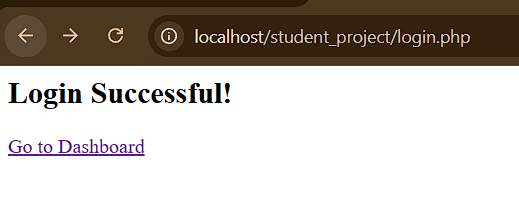 localhost/student_project/login.php
Login Successful!
Go to Dashboard